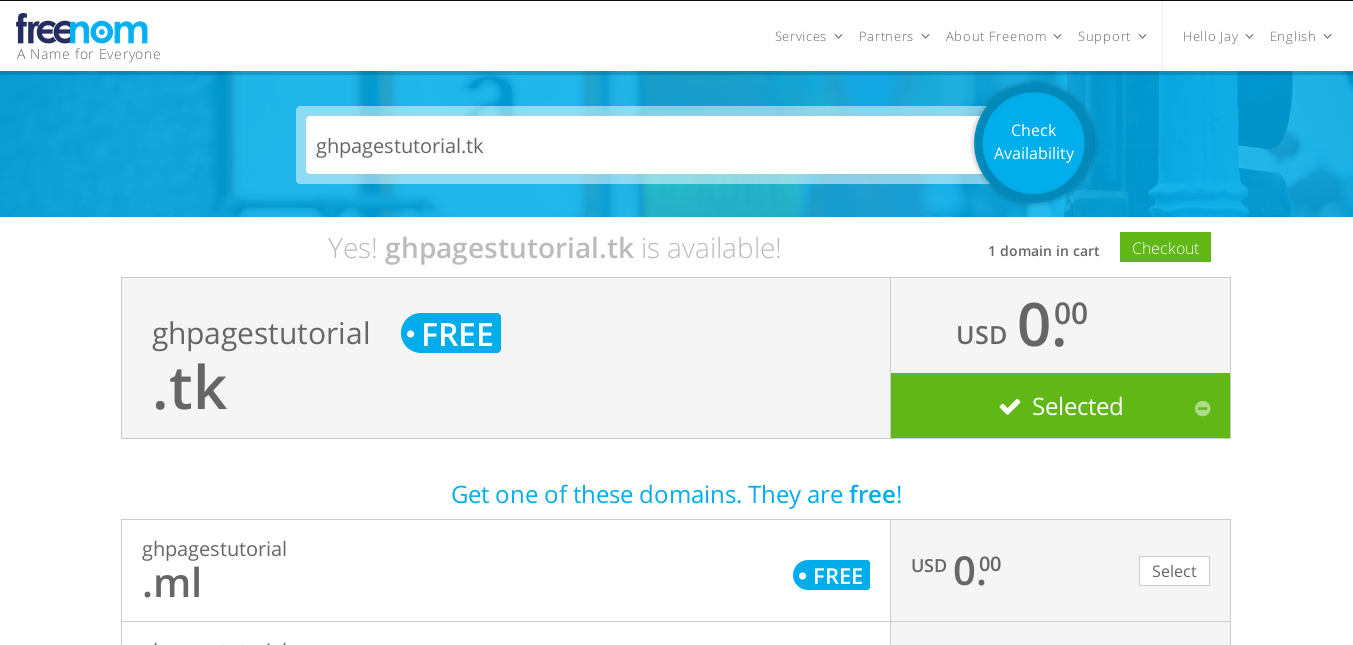 freenom
A Name for Everyone
Services Partners About Freenom Support Hello Jay English
ghpagestutorial.tk
Check
Availability
Yes! ghpagestutorial.tk is available!
1 domain in cart
Checkout
ghpagestutorial
FREE
.tk
USD 0.00
Selected
Get one of these domains. They are free!
ghpagestutorial
.ml
FREE
USD 0.00
Select